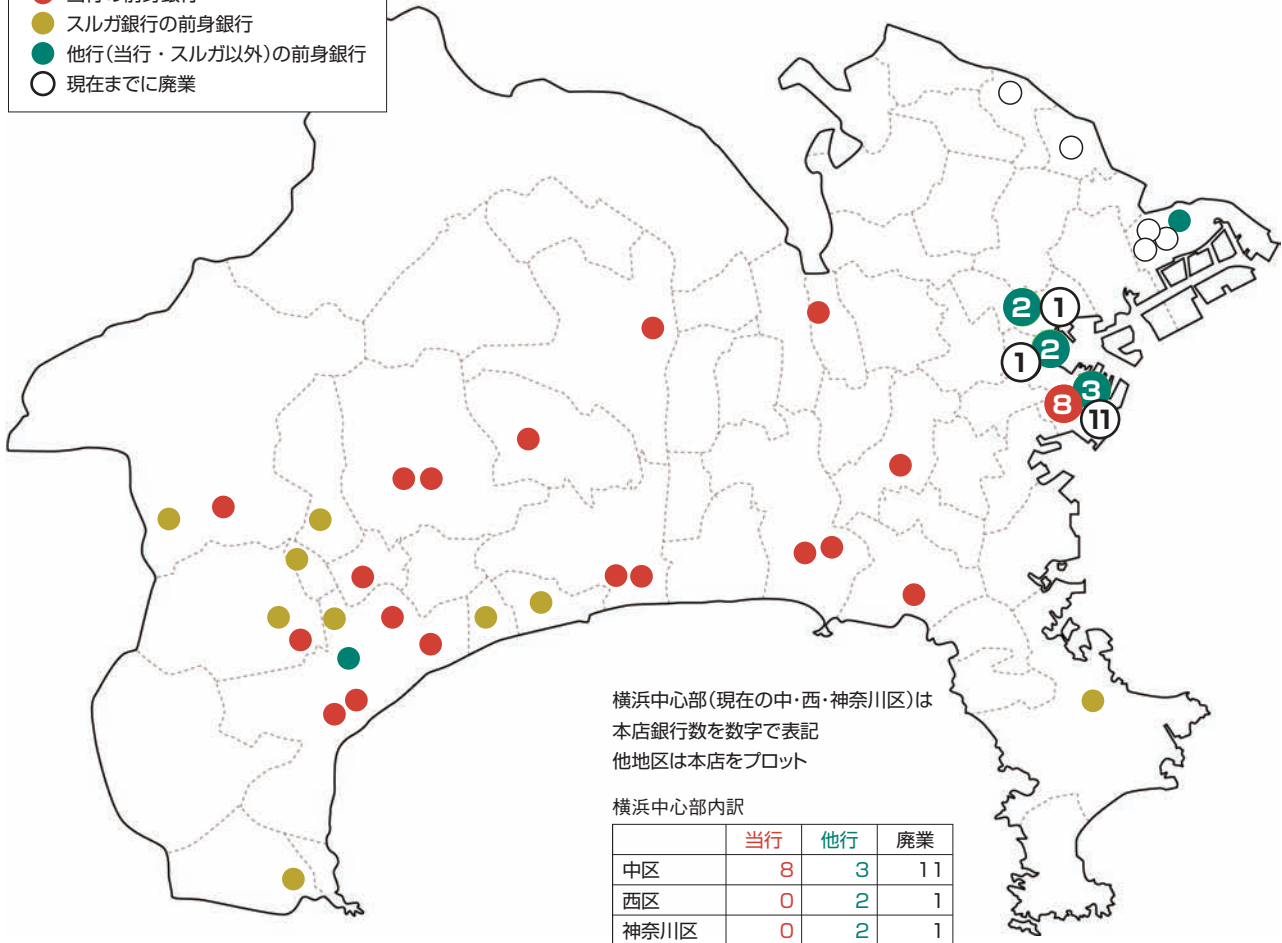 スルガ銀行の前身銀行
他行(当行・スルガ以外)の前身銀行
現在までに廃業
2 1
1 2
8 3 11
横浜中心部(現在の中・西・神奈川区)は
本店銀行数を数字で表記
他地区は本店をプロット
横浜中心部内訳
当行 他行 廃業
中区 8 3 11
西区 0 2 1
神奈川区 0 2 1